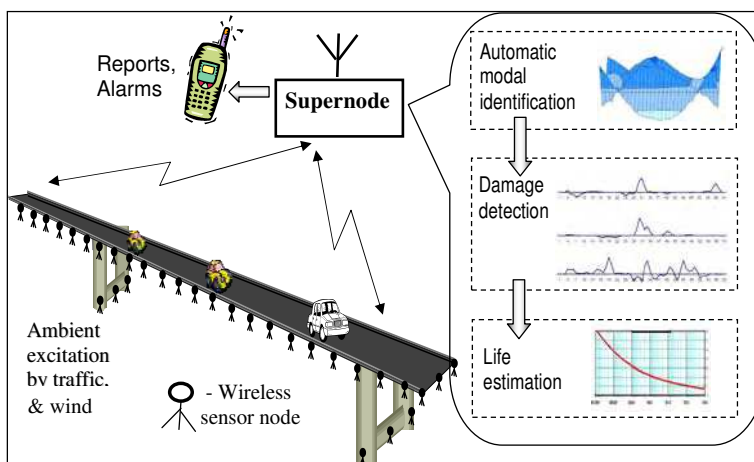 Reports,
Alarms
Supernode
Automatic
modal
identification
Damage
detection
Life
estimation
Ambient
excitation
by traffic,
& wind
- Wireless
sensor node